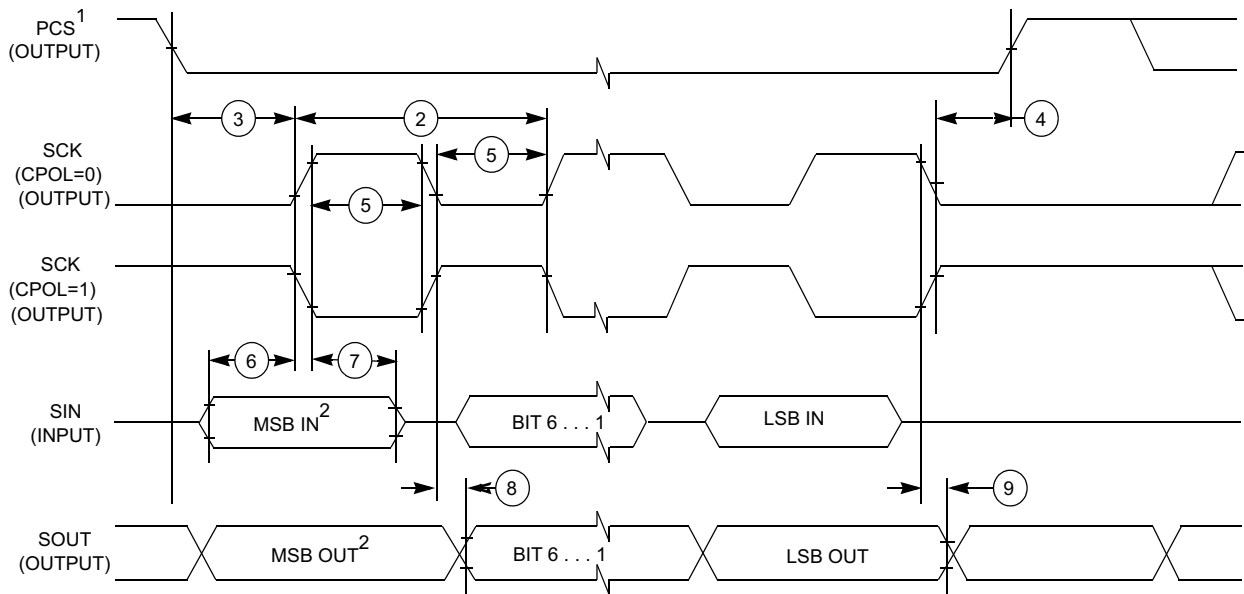 PCS1
(OUTPUT)
3
2
4
SCK
(CPOL=0)
(OUTPUT)
5
5
SCK
(CPOL=1)
(OUTPUT)
6
7
SIN
(INPUT)
MSB IN2
BIT 6 . . . 1
LSB IN
8
9
SOUT
(OUTPUT)
MSB OUT2
BIT 6 . . . 1
LSB OUT